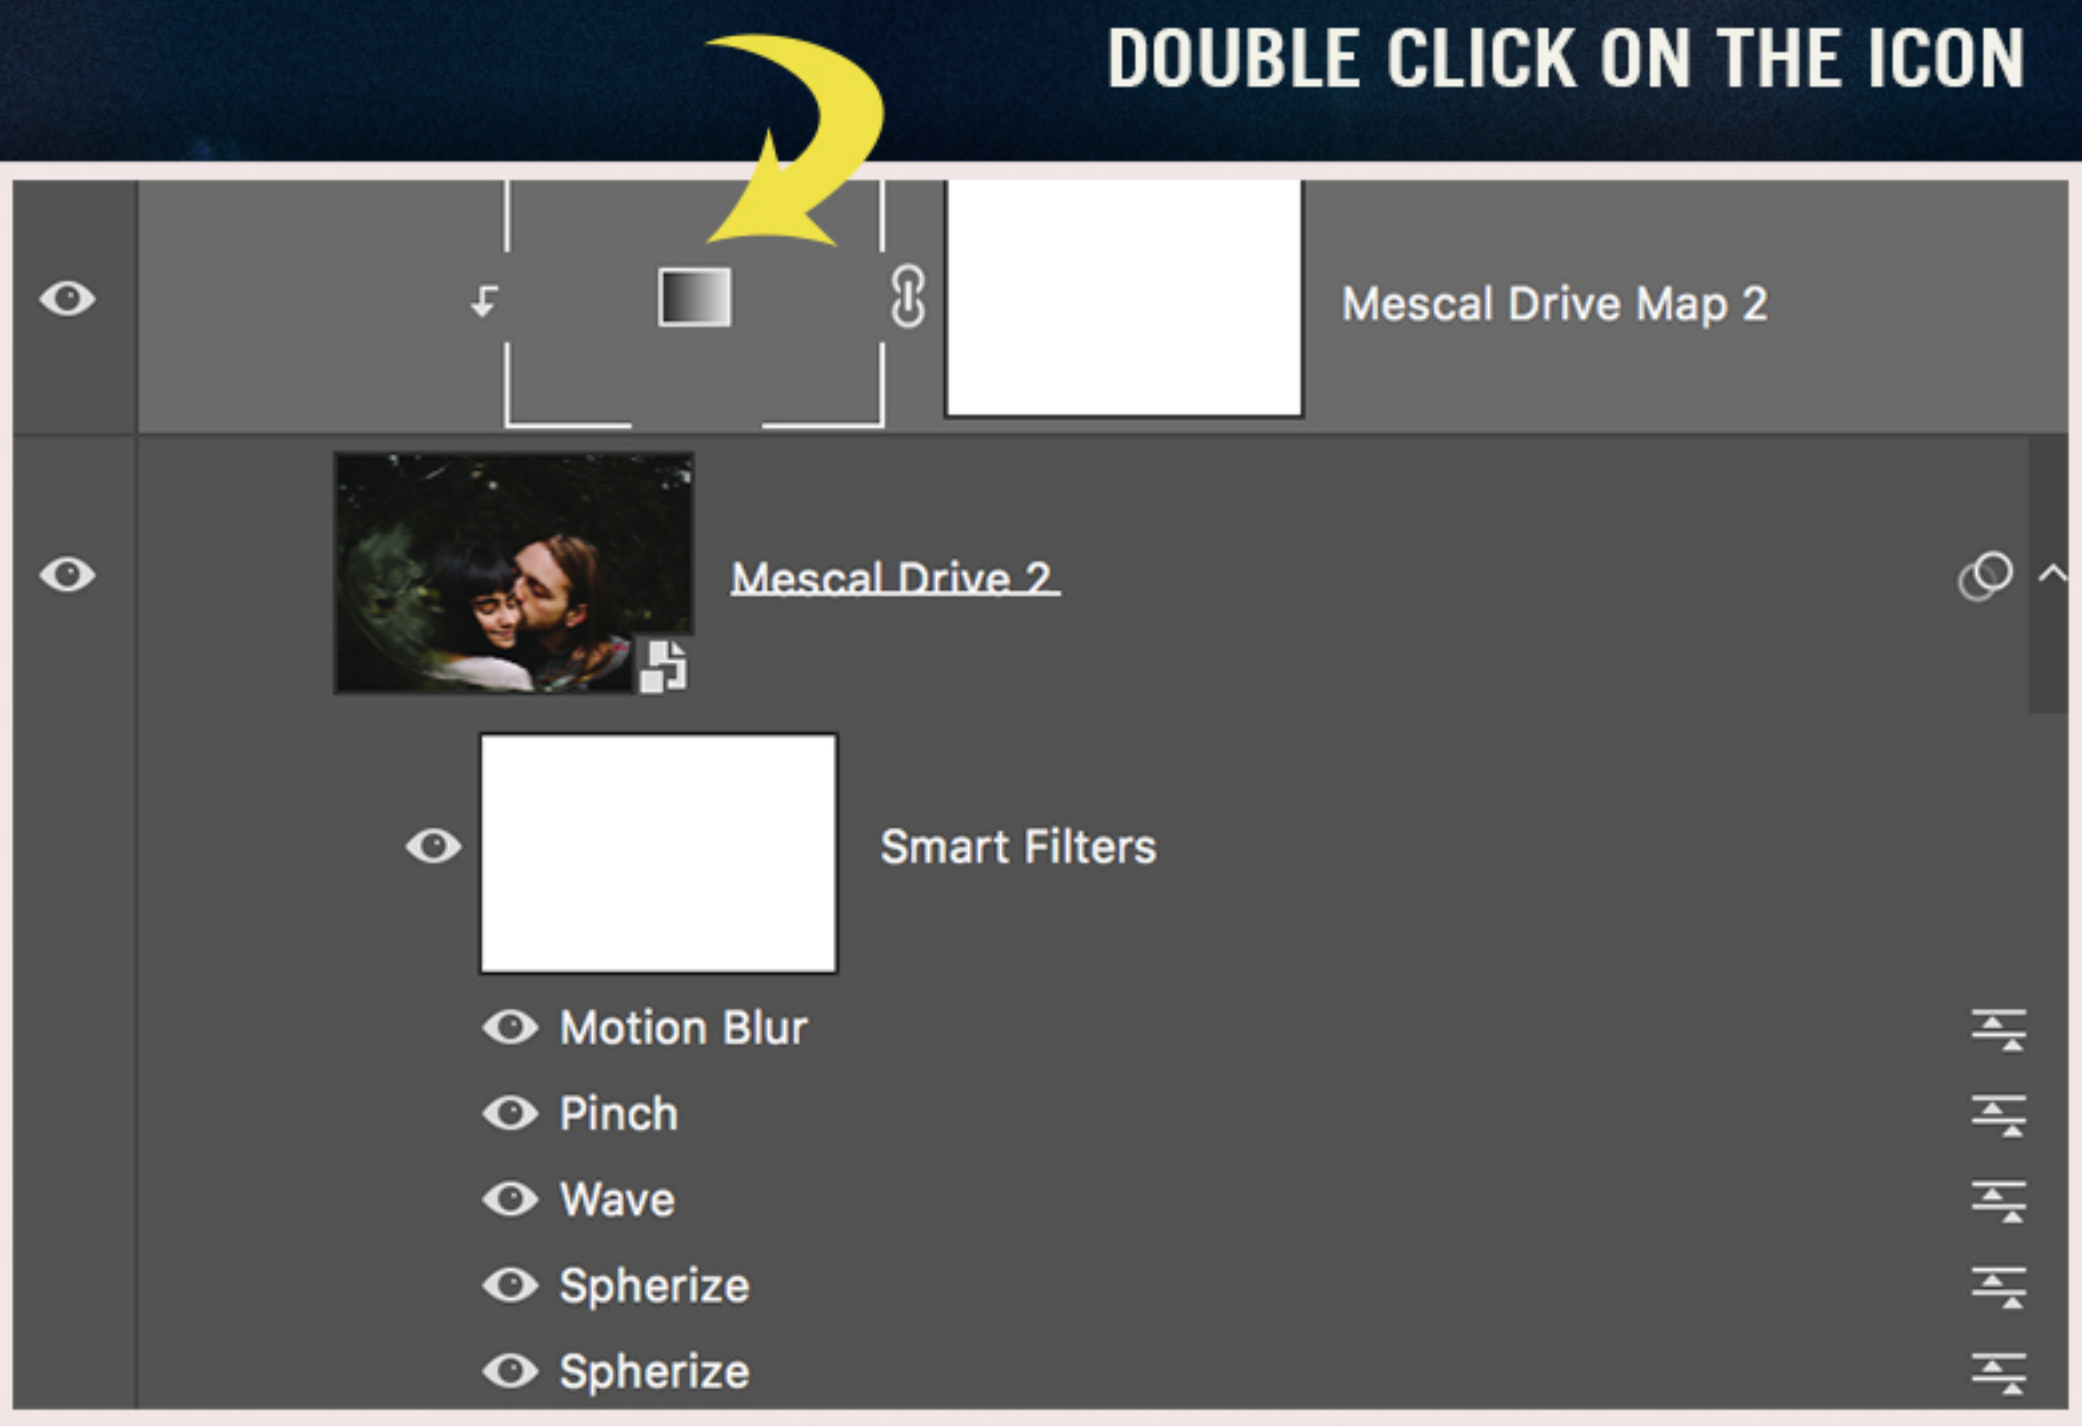 DOUBLE CLICK ON THE ICON
Mescal Drive Map 2
Mescal Drive 2
Smart Filters
Motion Blur
Pinch
Wave
Spherize
Spherize